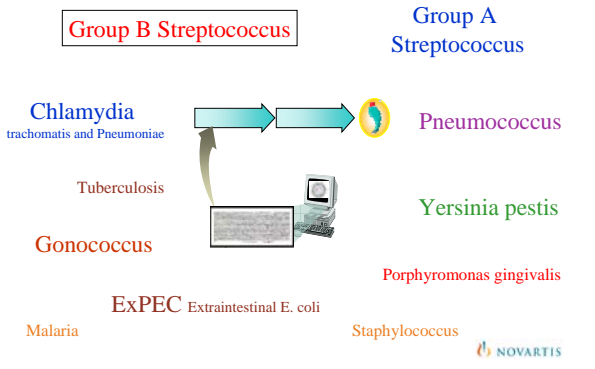 Group B Streptococcus
Group A
Streptococcus
Chlamydia
trachomatis and Pneumoniae
Pneumococcus
Tuberculosis
Yersinia pestis
Gonococcus
Porphyromonas gingivalis
ExPEC Extraintestinal E. coli
Malaria
Staphylococcus
NOVARTIS